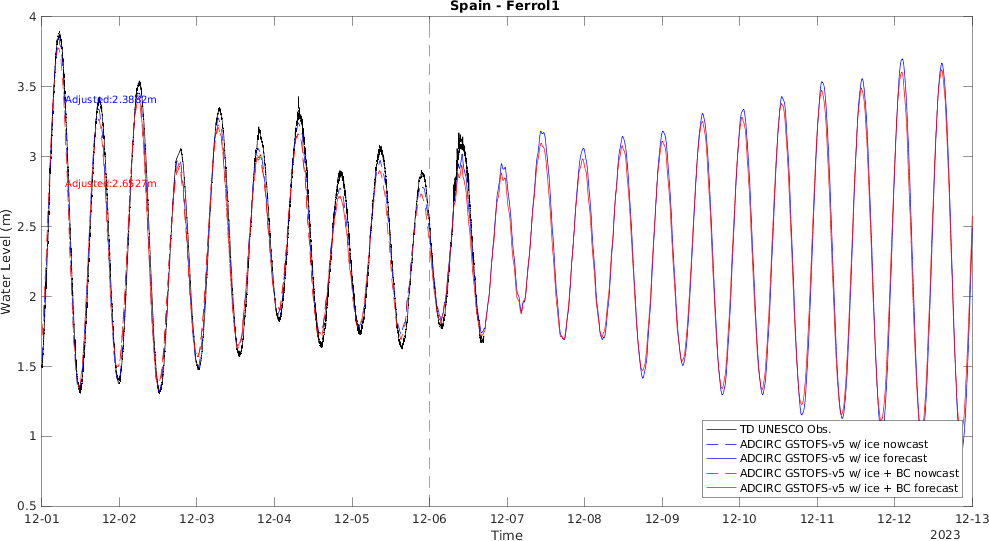 Spain - Ferrol1
4
3.5
3
2.5
2
1.5
1
0.5
Water Level (m)
Adjusted:2.3882m
Adjusted:2.6527m
TD UNESCO Obs.
ADCIRC GSTOFS-v5 w/ ice nowcast
ADCIRC GSTOFS-v5 w/ ice forecast
ADCIRC GSTOFS-v5 w/ ice + BC nowcast
ADCIRC GSTOFS-v5 w/ ice + BC forecast
12-01 12-02 12-03 12-04 12-05 12-06 12-07 12-08 12-09 12-10 12-11 12-12 12-13
Time
2023